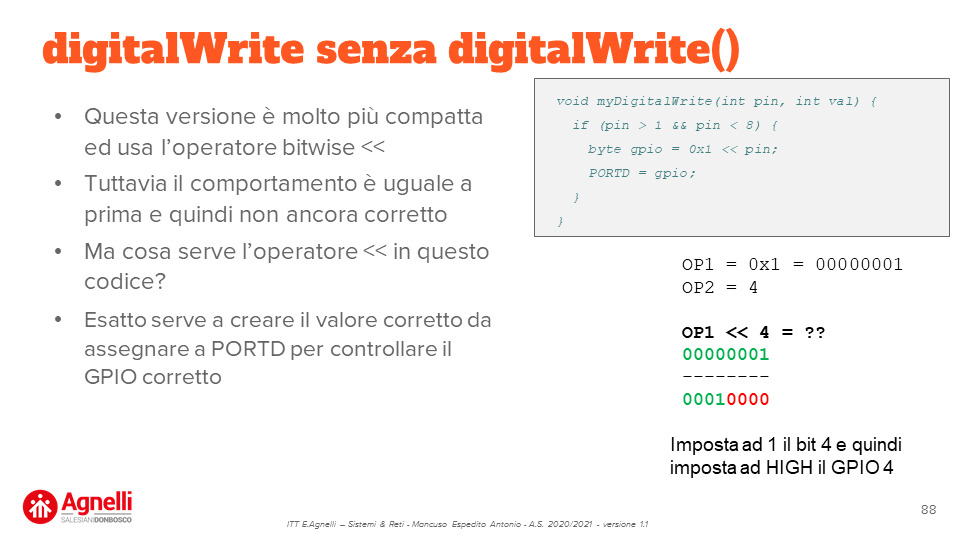 digitalWrite senza digitalWrite()
• Questa versione è molto più compatta
ed usa l'operatore bitwise <<
• Tuttavia il comportamento è uguale a
prima e quindi non ancora corretto
• Ma cosa serve l'operatore << in questo
codice?
• Esatto serve a creare il valore corretto da
assegnare a PORTD per controllare il
GPIO corretto
void myDigitalWrite(int pin, int val) {
if (pin > 1 && pin < 8) {
byte gpio = 0x1 << pin;
PORTD = gpio;
}
}
OP1 = 0x1 = 00000001
OP2 = 4
OP1 << 4 = ??
00000001
--------
00010000
Imposta ad 1 il bit 4 e quindi
imposta ad HIGH il GPIO 4
Agnelli
SALESIANI DONBOSCO
ITT E.Agnelli – Sistemi & Reti - Mancuso Espedito Antonio - A.S. 2020/2021 - versione 1.1
88